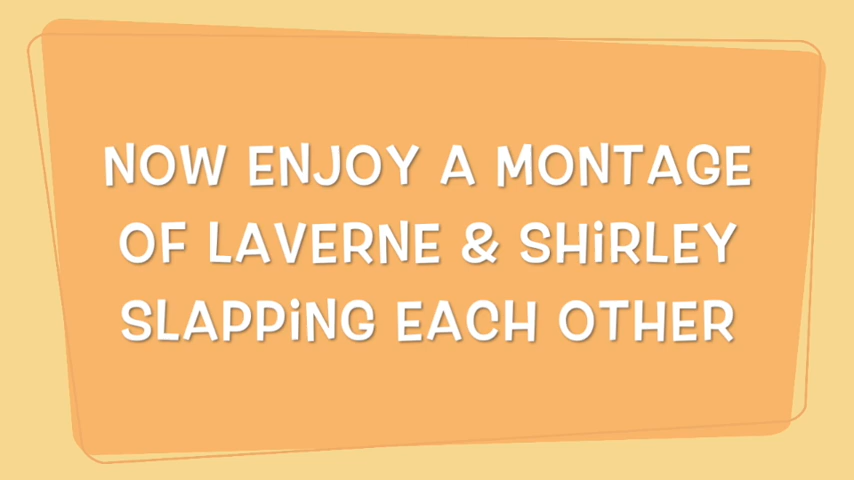 NOW ENJOY A MONTAGE
OF LAVERNE & SHiRLEY
SLAPPiNG EACH OTHER